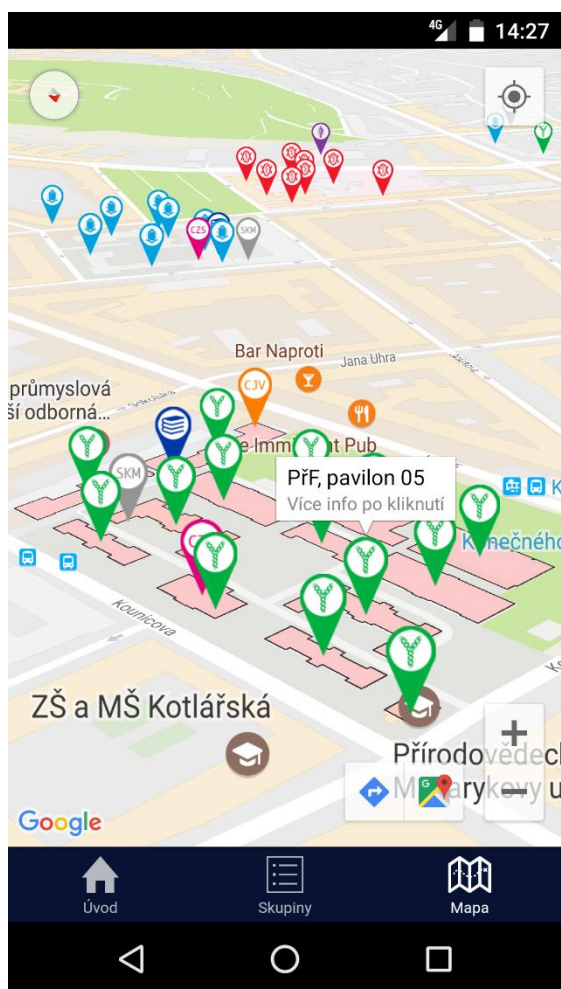 4G 14:27
CZS
SKM
Bar Naproti
Jana Uhra
průmyslová
ší odborná...
CJV
SKM
PřF, pavilon 05
Více info po kliknutí
Konečného
Kounicova
ZŠ a MŠ Kotlářská
Google
Úvod
Skupiny
Mapa